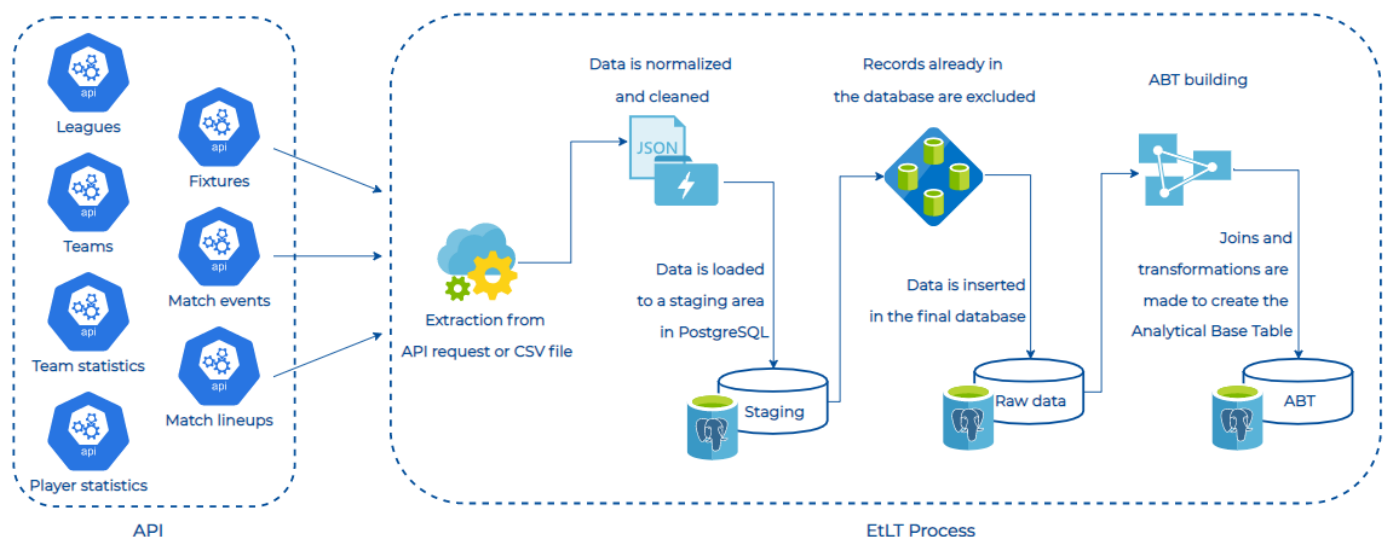 api
Leagues
api
Fixtures
api
Teams
api
Match events
api
Team statistics
api
Match lineups
api
Player statistics
API
Extraction from
API request or CSV file
Data is normalized
and cleaned
JSON
Data is loaded
to a staging area
in PostgreSQL
Staging
Records already in
the database are excluded
Data is inserted
in the final database
Raw data
ABT building
Joins and
transformations are
made to create the
Analytical Base Table
ABT
EtLT Process